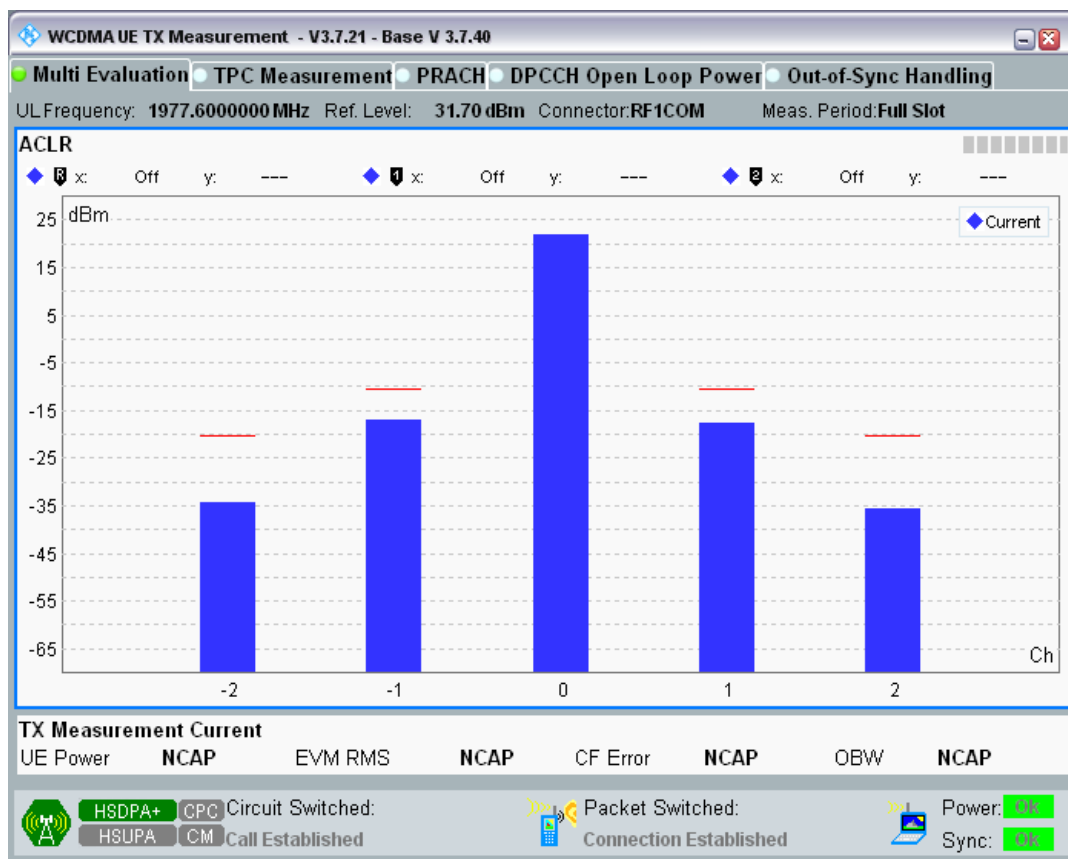 WCDMA UE TX Measurement - V3.7.21 - Base V 3.7.40
Multi Evaluation TPC Measurement PRACH DPCCH Open Loop Power Out-of-Sync Handling
UL Frequency: 1977.6000000 MHz Ref. Level: 31.70 dBm Connector:RF1COM Meas. Period:Full Slot
ACLR
R x: Off y: --- 1 x: Off y: --- 2 x: Off y: ---
dBm
Current
25
15
5
-5
-15
-25
-35
-45
-55
-65
Ch
-2 -1 0 1 2
TX Measurement Current
UE Power NCAP EVM RMS NCAP CF Error NCAP OBW NCAP
HSDPA+ CPC Circuit Switched: Packet Switched: Power: Ok
HSUPA CM Call Established Connection Established Sync: Ok